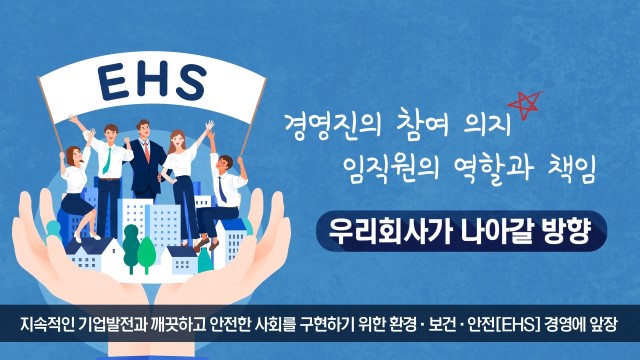 EHS
경영진의 참여 의지
임직원의 역할과 책임
우리회사가 나아갈 방향
지속적인 기업발전과 깨끗하고 안전한 사회를 구현하기 위한 환경·보건·안전[EHS] 경영에 앞장